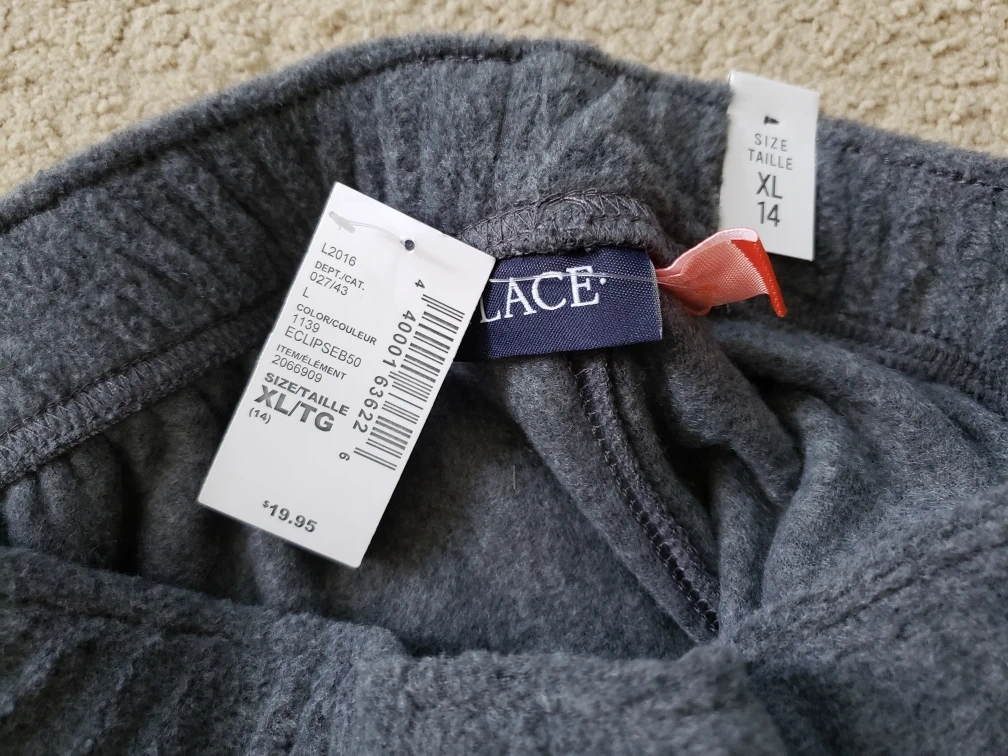 L2016
DEPT./CAT.
027/43
L
COLOR/COULEUR
1139
ECLIPSEB50
ITEM/ÉLÉMENT
2066909
SIZE/TAILLE
XL/TG
(14)
$19.95
4 40001 63622 6
LACE
SIZE
TAILLE
XL
14